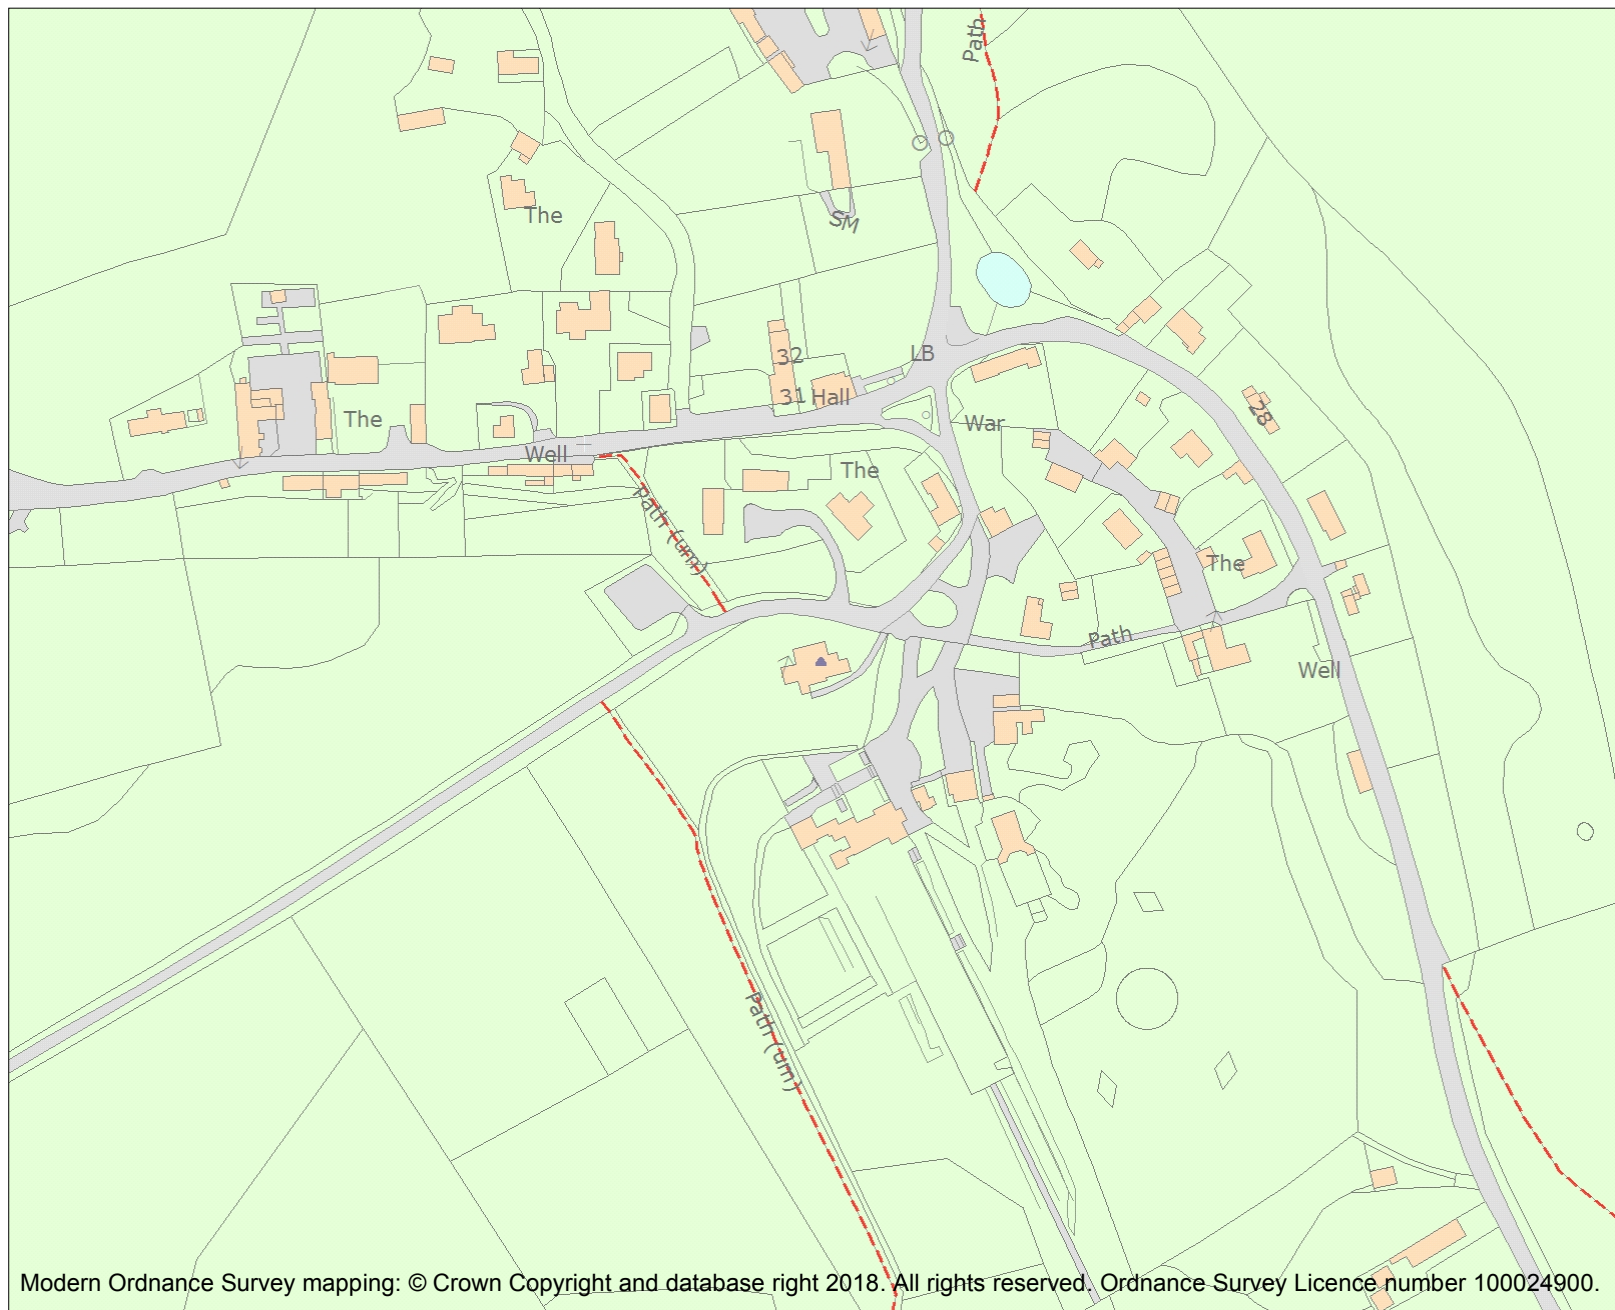 Path
The
SM
32
LB
31 Hall
The
War
28
Well
The
Path (um)
The
Path
Well
Path (um)
Modern Ordnance Survey mapping: © Crown Copyright and database right 2018. All rights reserved. Ordnance Survey Licence number 100024900.